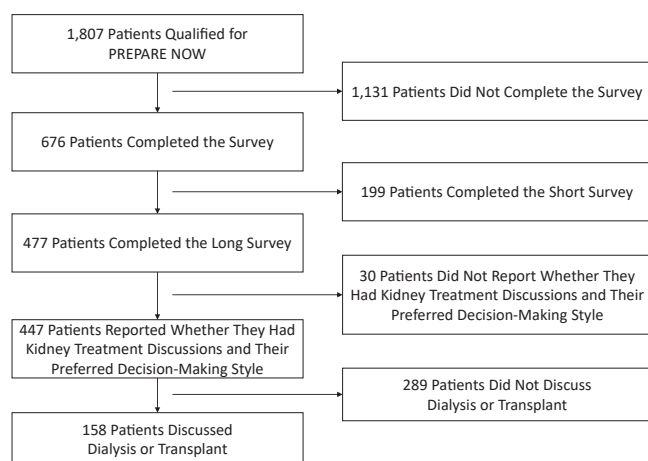 1,807 Patients Qualified for
PREPARE NOW
1,131 Patients Did Not Complete the Survey
676 Patients Completed the Survey
199 Patients Completed the Short Survey
477 Patients Completed the Long Survey
30 Patients Did Not Report Whether They
Had Kidney Treatment Discussions and Their
Preferred Decision-Making Style
447 Patients Reported Whether They Had
Kidney Treatment Discussions and Their
Preferred Decision-Making Style
289 Patients Did Not Discuss
Dialysis or Transplant
158 Patients Discussed
Dialysis or Transplant